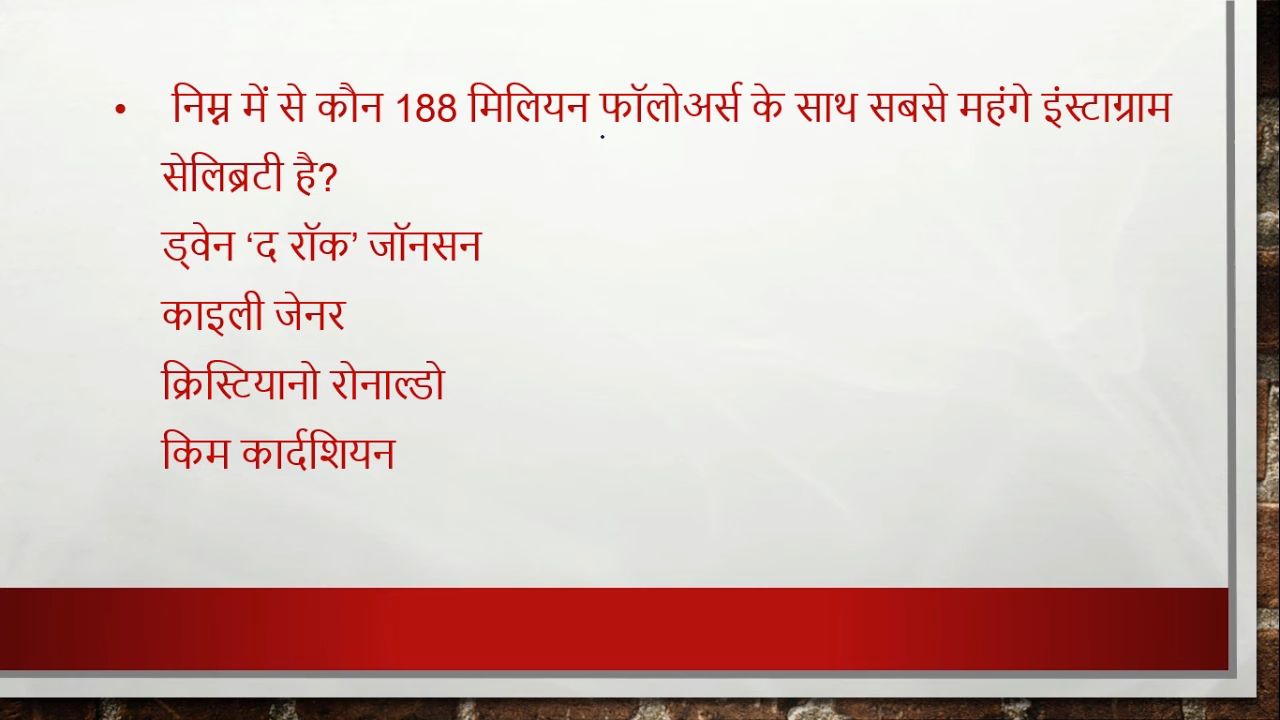 • निम्न में से कौन 188 मिलियन फॉलोअर्स के साथ सबसे महंगे इंस्टाग्राम
सेलिब्रटी है?
ड्वेन ‘द रॉक’ जॉनसन
काइली जेनर
क्रिस्टियानो रोनाल्डो
किम कार्दशियन